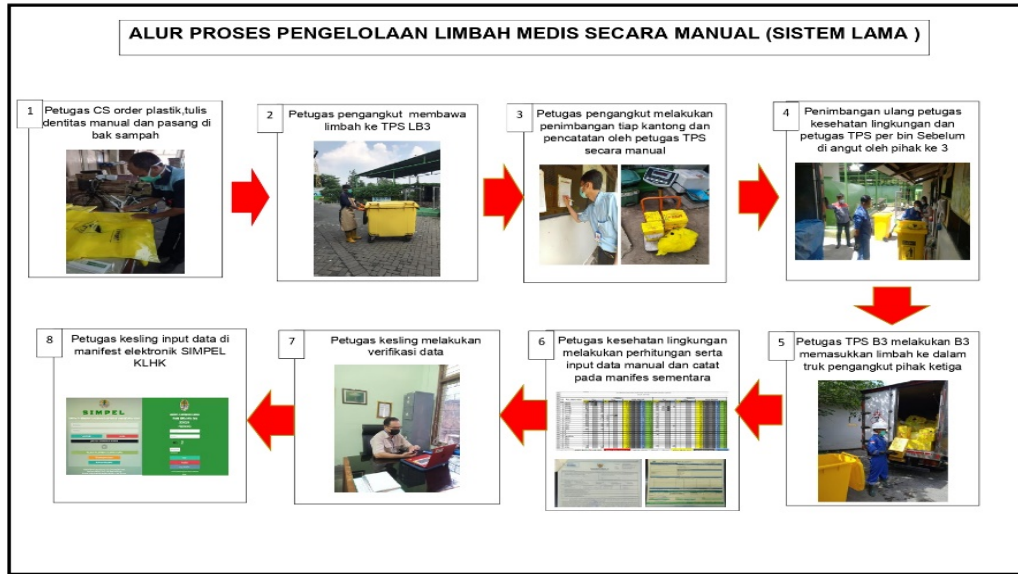 ALUR PROSES PENGELOLAAN LIMBAH MEDIS SECARA MANUAL (SISTEM LAMA )
1
Petugas CS order plastik,tulis
dentitas manual dan pasang di
bak sampah
2
Petugas pengangkut membawa
limbah ke TPS LB3
3
Petugas pengangkut melakukan
penimbangan tiap kantong dan
pencatatan oleh petugas TPS
secara manual
4
Penimbangan ulang petugas
kesehatan lingkungan dan
petugas TPS per bin Sebelum
di angut oleh pihak ke 3
8
Petugas kesling input data di
manifest elektronik SIMPEL
KLHK
SIMPEL
7
Petugas kesling melakukan
verifikasi data
6
Petugas kesehatan lingkungan
melakukan perhitungan serta
input data manual dan catat
pada manifes sementara
5
Petugas TPS B3 melakukan B3
memasukkan limbah ke dalam
truk pengangkut pihak ketiga